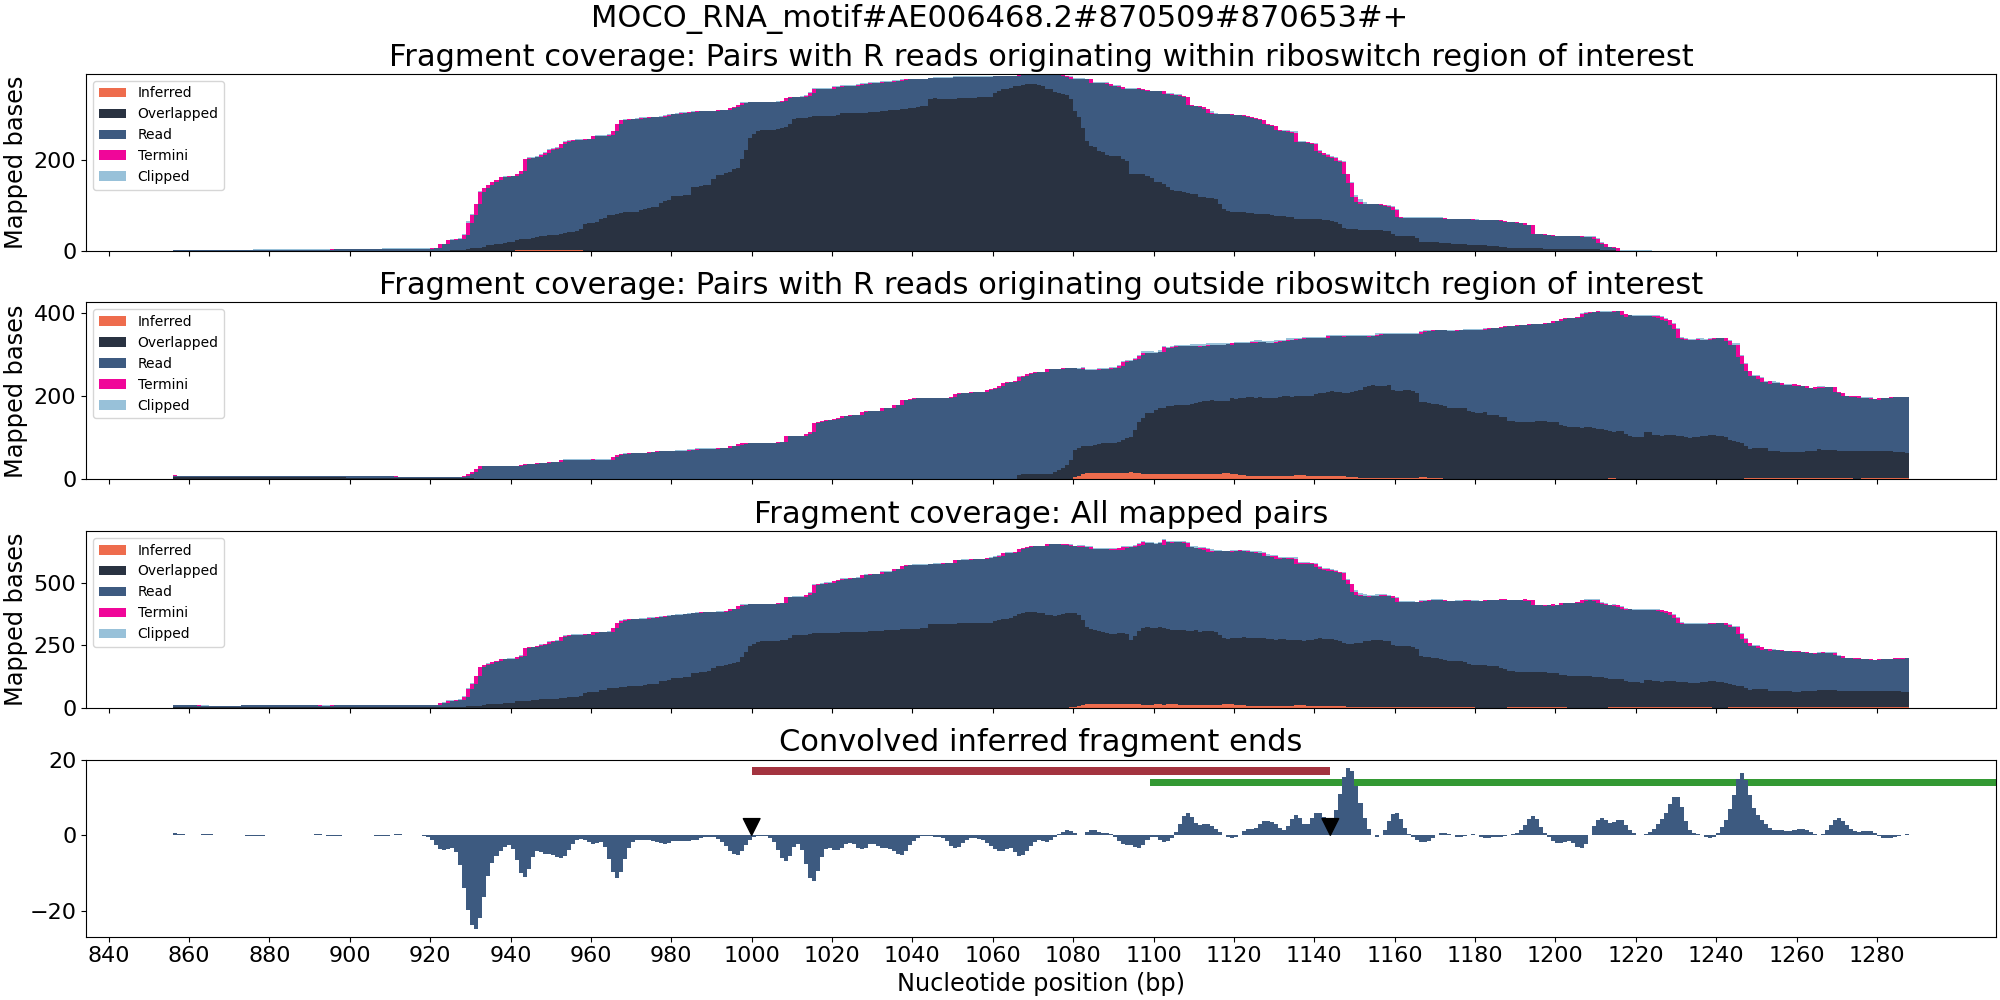 MOCO_RNA_motif#AE006468.2#870509#870653#+
Fragment coverage: Pairs with R reads originating within riboswitch region of interest
Mapped bases
200
0
Inferred
Overlapped
Read
Termini
Clipped
Fragment coverage: Pairs with R reads originating outside riboswitch region of interest
Mapped bases
400
200
0
Inferred
Overlapped
Read
Termini
Clipped
Fragment coverage: All mapped pairs
Mapped bases
500
250
0
Inferred
Overlapped
Read
Termini
Clipped
Convolved inferred fragment ends
20
0
−20
840 860 880 900 920 940 960 980 1000 1020 1040 1060 1080 1100 1120 1140 1160 1180 1200 1220 1240 1260 1280
Nucleotide position (bp)